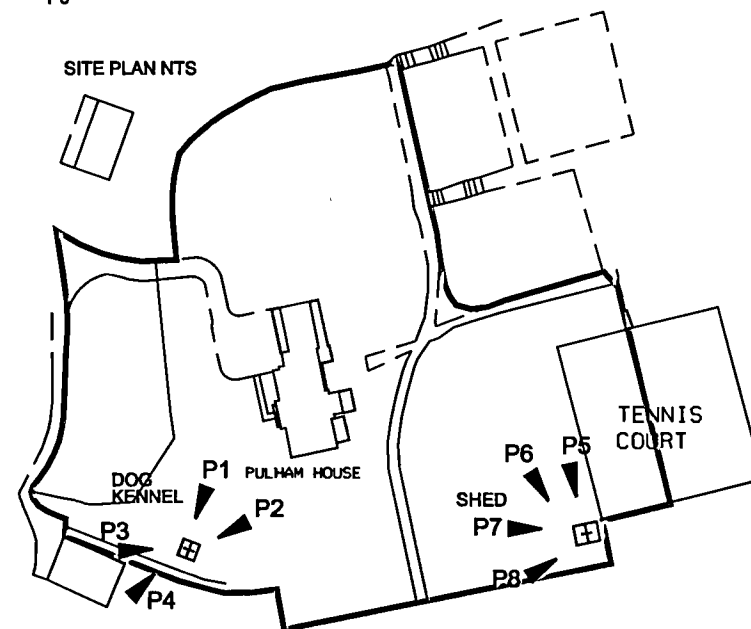 SITE PLAN NTS
TENNIS
COURT
P6
P5
P1
PULHAM HOUSE
DOG
KENNEL
P2
SHED
P7
P3
P8
P4